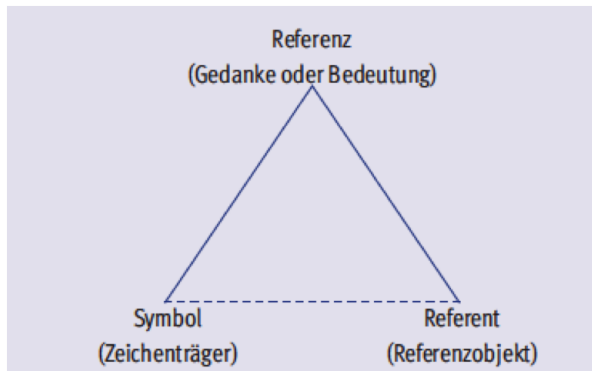 Referenz
(Gedanke oder Bedeutung)
Symbol
(Zeichenträger)
Referent
(Referenzobjekt)